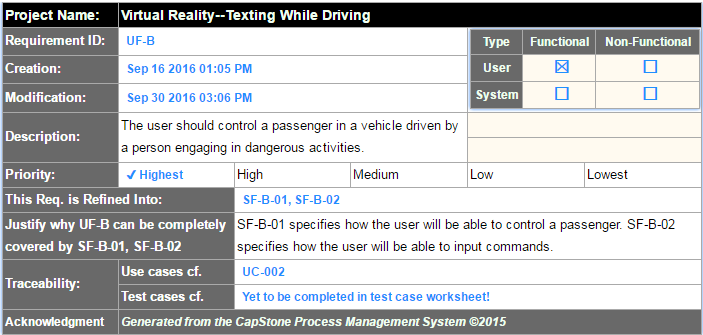 Project Name: Virtual Reality--Texting While Driving
Requirement ID: UF-B
Type Functional Non-Functional
Creation: Sep 16 2016 01:05 PM
User ☒ ☐
Modification: Sep 30 2016 03:06 PM
System ☐ ☐
Description: The user should control a passenger in a vehicle driven by
a person engaging in dangerous activities.
Priority: ✓ Highest High Medium Low Lowest
This Req. is Refined Into: SF-B-01, SF-B-02
Justify why UF-B can be completely
covered by SF-B-01, SF-B-02
SF-B-01 specifies how the user will be able to control a passenger. SF-B-02
specifies how the user will be able to input commands.
Traceability:
Use cases cf. UC-002
Test cases cf. Yet to be completed in test case worksheet!
Acknowledgment Generated from the CapStone Process Management System ©2015